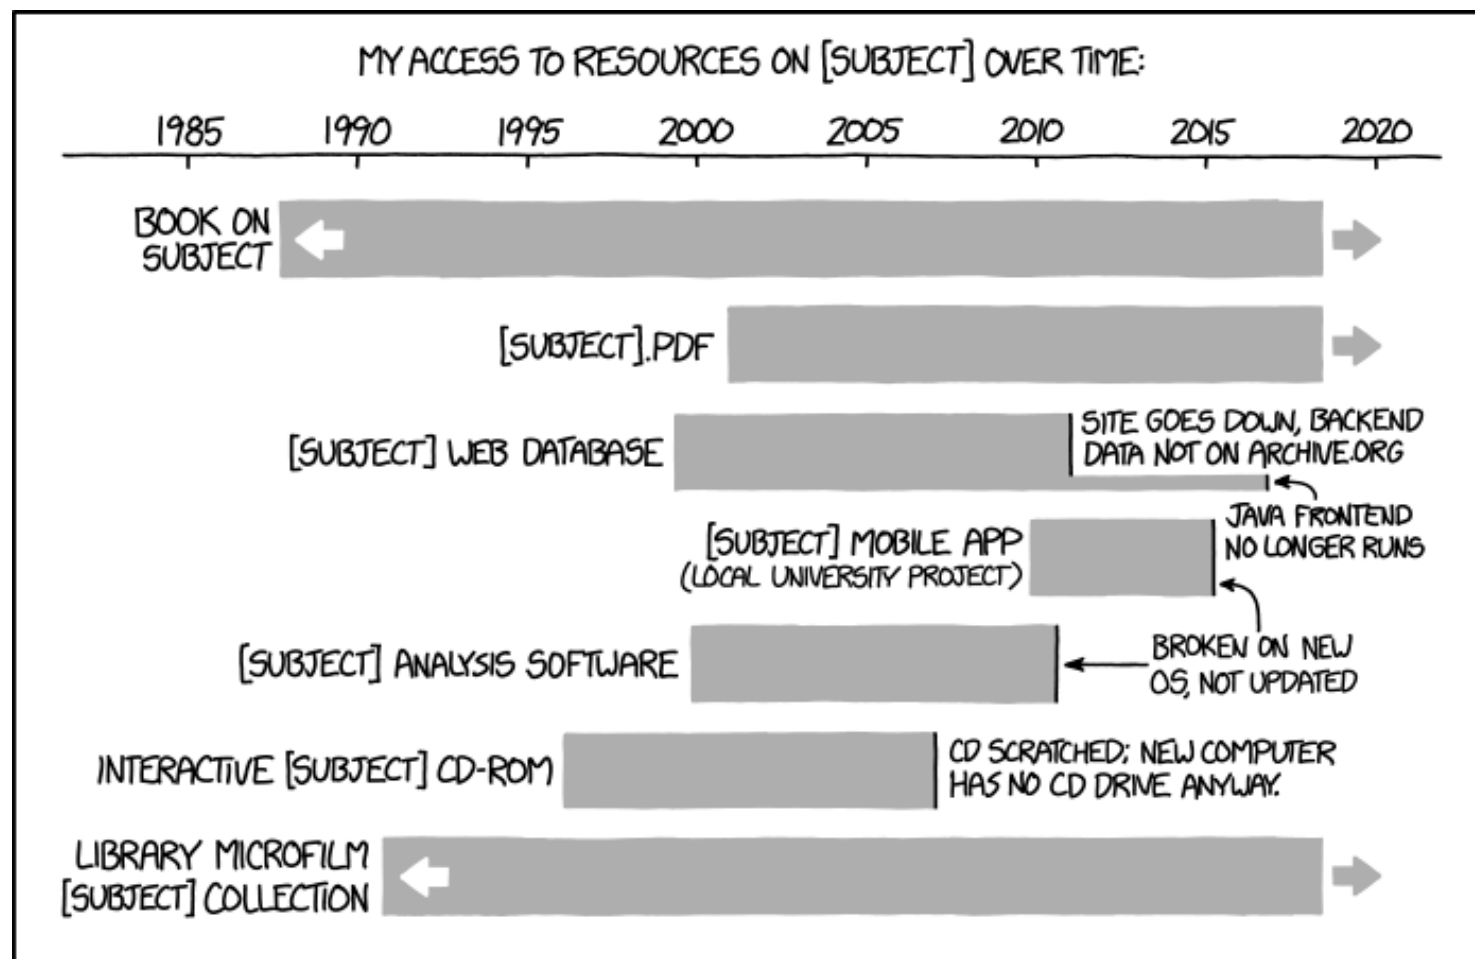 MY ACCESS TO RESOURCES ON [SUBJECT] OVER TIME:
1985 1990 1995 2000 2005 2010 2015 2020
BOOK ON
SUBJECT
[SUBJECT].PDF
[SUBJECT] WEB DATABASE
SITE GOES DOWN, BACKEND
DATA NOT ON ARCHIVE.ORG
JAVA FRONTEND
NO LONGER RUNS
[SUBJECT] MOBILE APP
(LOCAL UNIVERSITY PROJECT)
[SUBJECT] ANALYSIS SOFTWARE
BROKEN ON NEW
OS, NOT UPDATED
INTERACTIVE [SUBJECT] CD-ROM
CD SCRATCHED; NEW COMPUTER
HAS NO CD DRIVE ANYWAY.
LIBRARY MICROFILM
[SUBJECT] COLLECTION